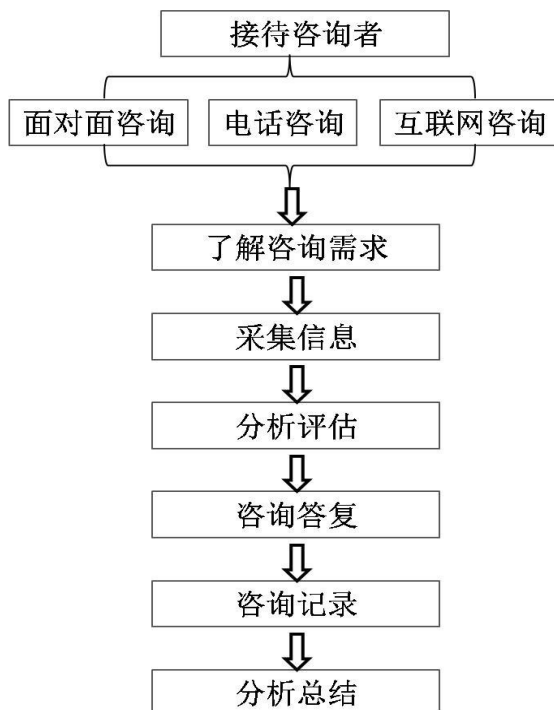 接待咨询者
面对面咨询
电话咨询
互联网咨询
了解咨询需求
采集信息
分析评估
咨询答复
咨询记录
分析总结